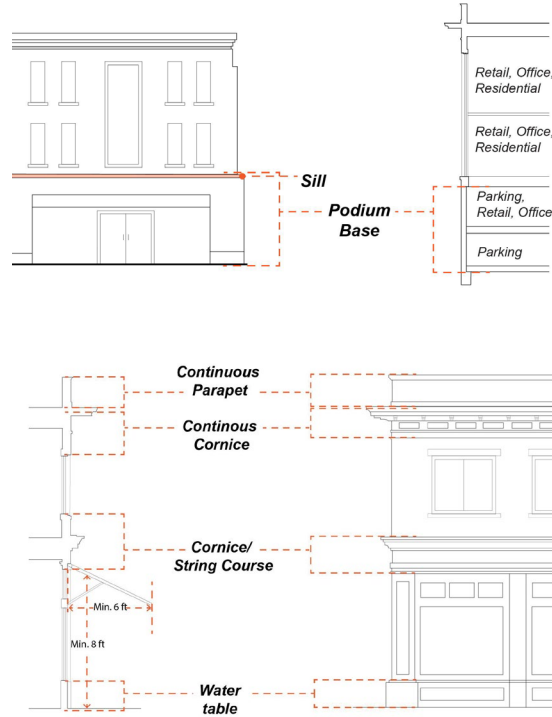 Retail, Office,
Residential
Retail, Office,
Residential
Sill
Podium
Base
Parking,
Retail, Office
Parking
Continuous
Parapet
Continous
Cornice
Cornice/
String Course
Min. 6 ft
Min. 8 ft
Water
table